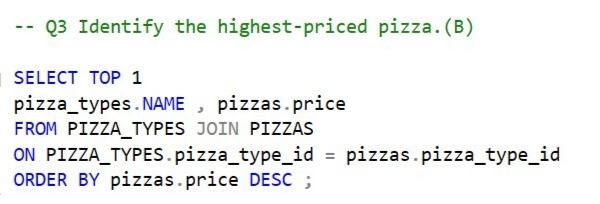 -- Q3 Identify the highest-priced pizza.(B)
SELECT TOP 1
pizza_types.NAME , pizzas.price
FROM PIZZA_TYPES JOIN PIZZAS
ON PIZZA_TYPES.pizza_type_id = pizzas.pizza_type_id
ORDER BY pizzas.price DESC ;